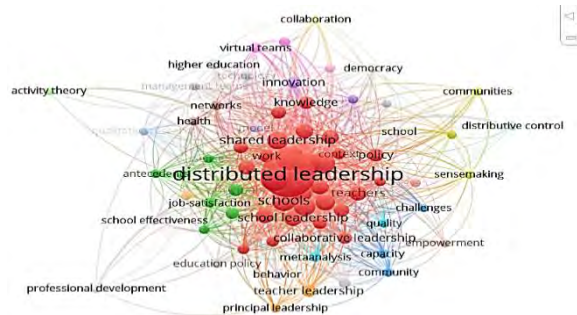 collaboration
virtual teams
higher education
democracy
activity theory
innovation
communities
networks
knowledge
health
model
school
distributive control
shared leadership
work
context
policy
antecedents
distributed leadership
sensemaking
teachers
job-satisfaction
schools
school effectiveness
school leadership
challenges
quality
collaborative leadership
empowerment
education policy
metaanalysis
capacity
behavior
community
professional development
teacher leadership
principal leadership